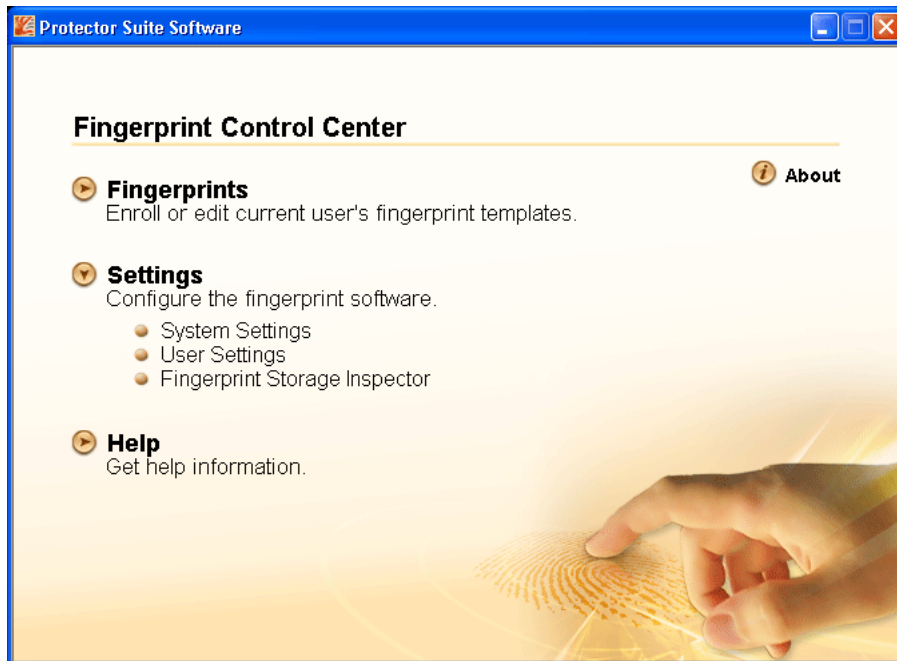 Protector Suite Software
Fingerprint Control Center
About
Fingerprints
Enroll or edit current user's fingerprint templates.
Settings
Configure the fingerprint software.
System Settings
User Settings
Fingerprint Storage Inspector
Help
Get help information.